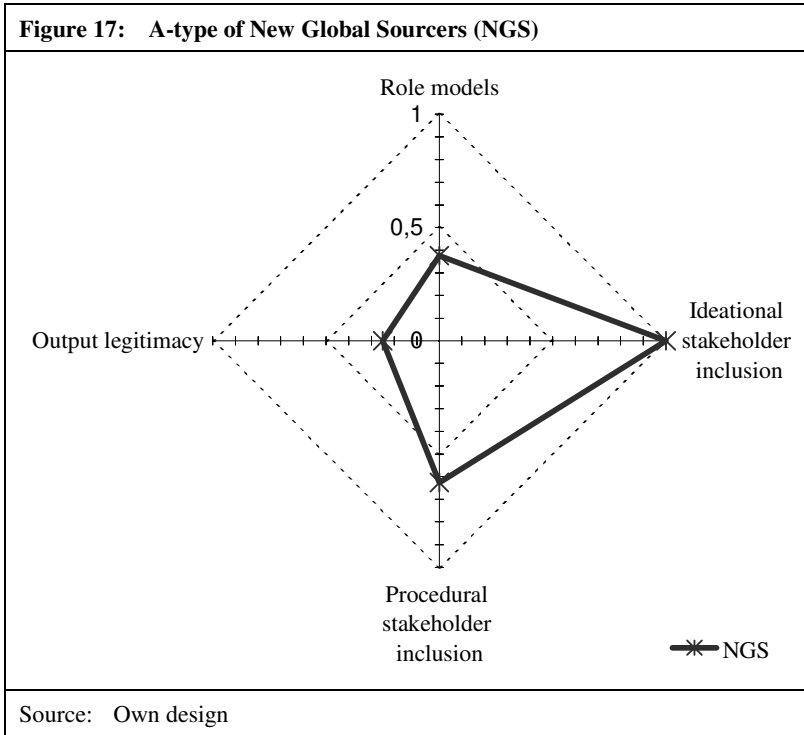 Figure 17: A-type of New Global Sourcers (NGS)
Role models
1
0,5
0
Output legitimacy
Ideational
stakeholder
inclusion
Procedural
stakeholder
inclusion
NGS
Source: Own design